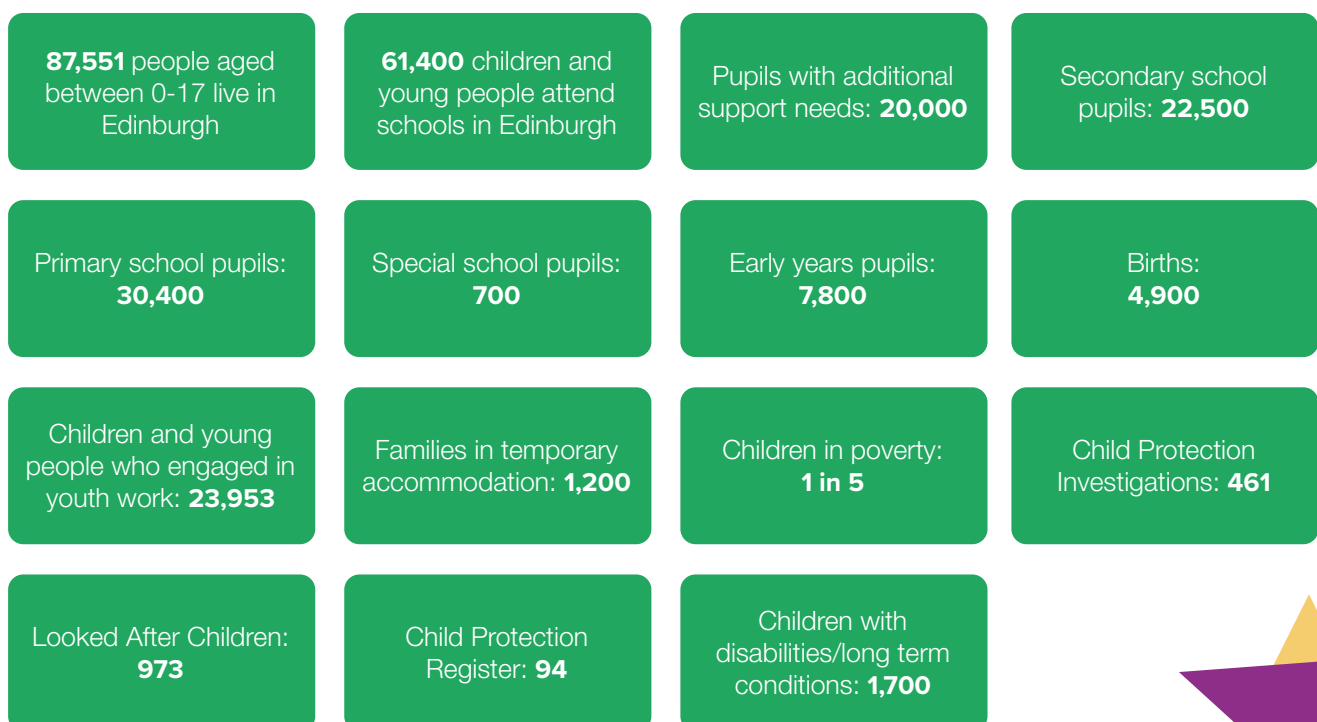 87,551 people aged
between 0-17 live in
Edinburgh
61,400 children and
young people attend
schools in Edinburgh
Pupils with additional
support needs: 20,000
Secondary school
pupils: 22,500
Primary school pupils:
30,400
Special school pupils:
700
Early years pupils:
7,800
Births:
4,900
Children and young
people who engaged in
youth work: 23,953
Families in temporary
accommodation: 1,200
Children in poverty:
1 in 5
Child Protection
Investigations: 461
Looked After Children:
973
Child Protection
Register: 94
Children with
disabilities/long term
conditions: 1,700